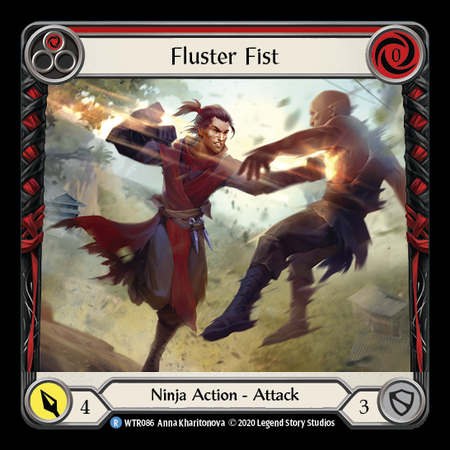 Fluster Fist
0
Ninja Action - Attack
4
3
R WTR086 Anna Kharitonova © 2020 Legend Story Studios